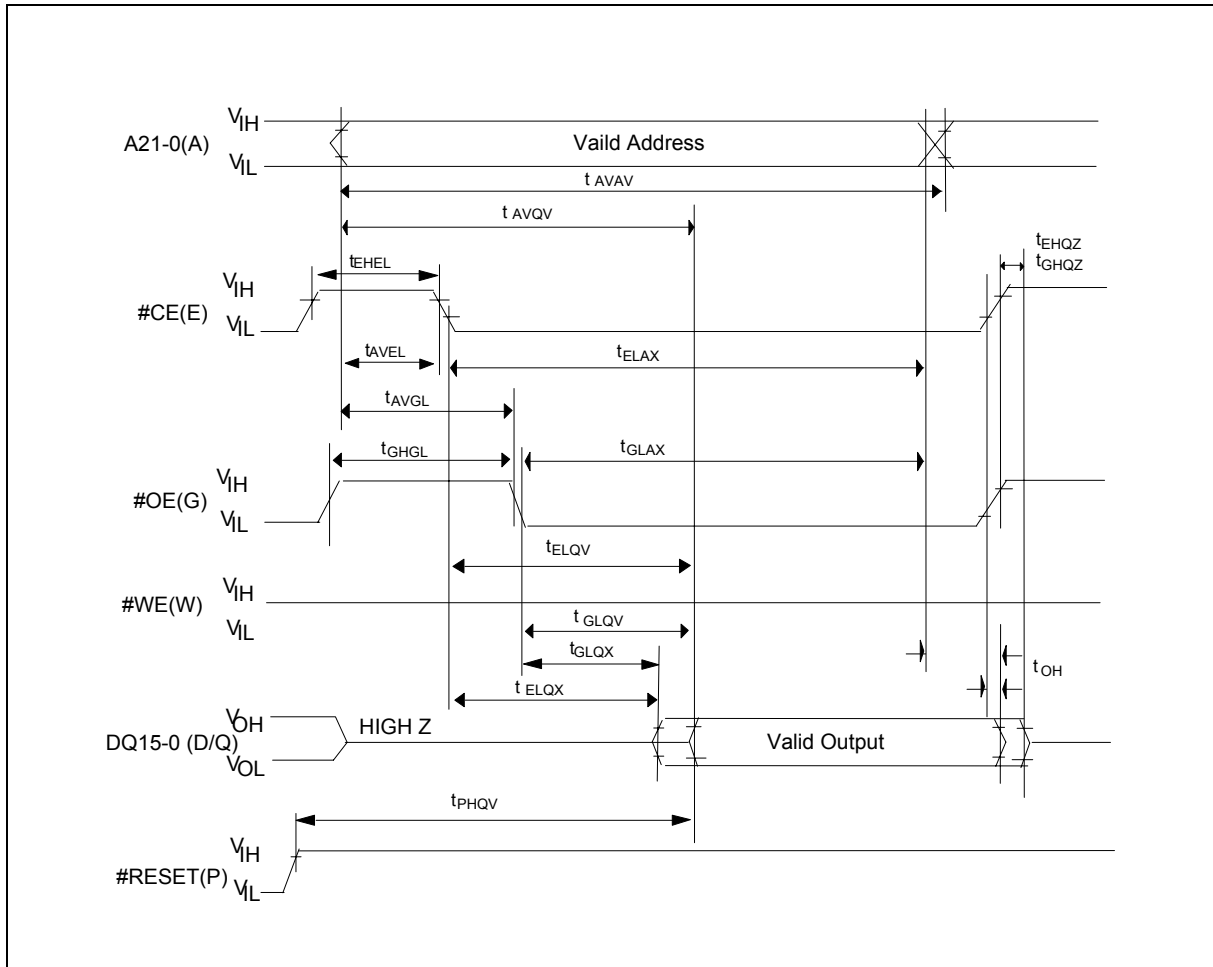 VIH
A21-0(A)
Vaild Address
VIL
t AVAV
t AVQV
tEHQZ
tEHEL
tGHQZ
VIH
#CE(E)
VIL
tAVEL
tELAX
tAVGL
tGHGL
tGLAX
VIH
#OE(G)
VIL
tELQV
VIH
#WE(W)
VIL
t GLQV
tGLQX
t OH
t ELQX
VOH
HIGH Z
DQ15-0 (D/Q)
Valid Output
VOL
tPHQV
VIH
#RESET(P)
VIL